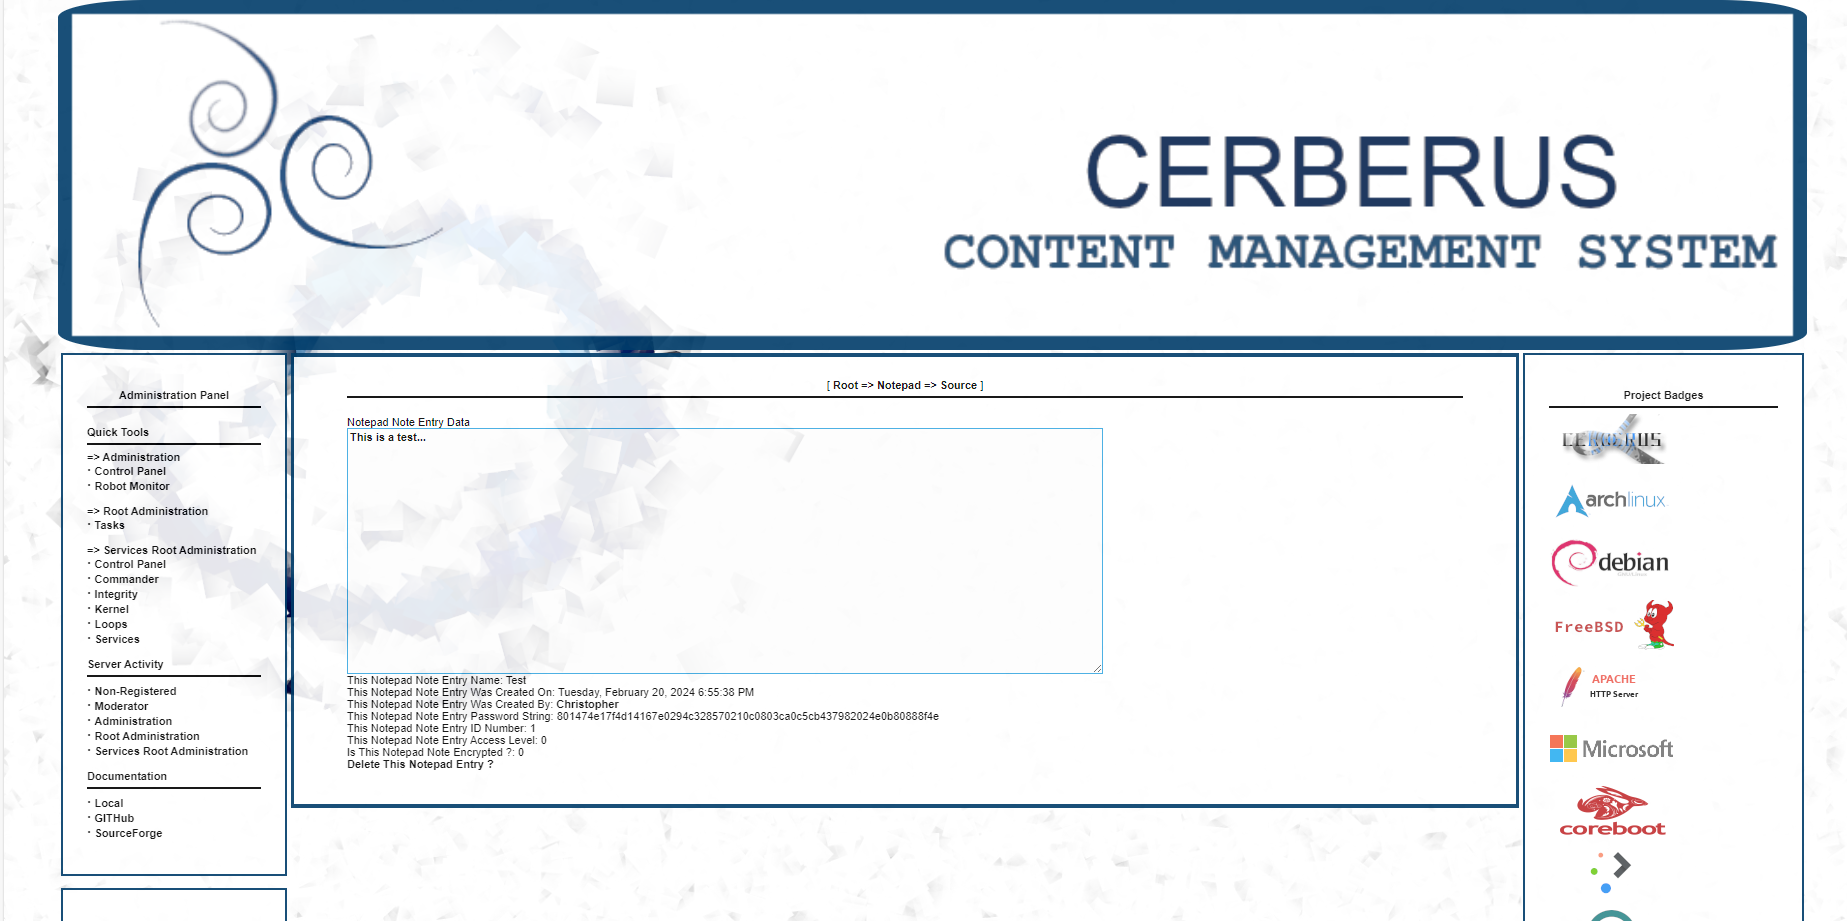 CERBERUS
CONTENT MANAGEMENT SYSTEM
Administration Panel
Quick Tools
=> Administration
· Control Panel
· Robot Monitor
=> Root Administration
· Tasks
=> Services Root Administration
· Control Panel
· Commander
· Integrity
· Kernel
· Loops
· Services
Server Activity
· Non-Registered
· Moderator
· Administration
· Root Administration
· Services Root Administration
Documentation
· Local
· GITHub
· SourceForge
[ Root => Notepad => Source ]
Notepad Note Entry Data
This is a test...
This Notepad Note Entry Name: Test
This Notepad Note Entry Was Created On: Tuesday, February 20, 2024 6:55:38 PM
This Notepad Note Entry Was Created By: Christopher
This Notepad Note Entry Password String: 801474e17f4d14167e0294c328570210c0803ca0c5cb437982024e0b80888f4e
This Notepad Note Entry ID Number: 1
This Notepad Note Entry Access Level: 0
Is This Notepad Note Encrypted ?: 0
Delete This Notepad Entry ?
Project Badges
CERBERUS
archlinux
debian
FreeBSD
APACHE
HTTP Server
Microsoft
coreboot